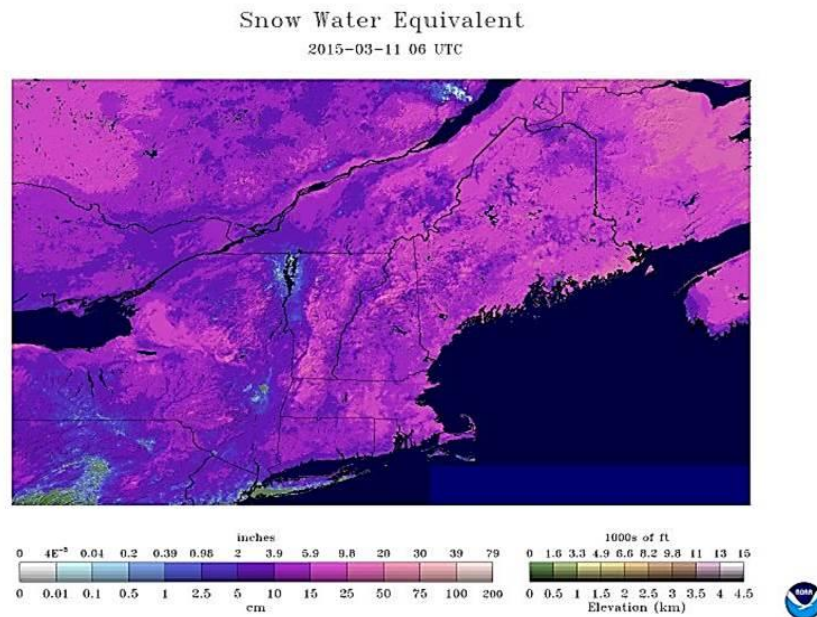 Snow Water Equivalent
2015-03-11 06 UTC
inches
0 4E⁻³ 0.04 0.2 0.39 0.98 2 3.9 5.9 9.8 20 30 39 79
0 0.01 0.1 0.5 1 2.5 5 10 15 25 50 75 100 200
cm
1000s of ft
0 1.6 3.3 4.9 6.6 8.2 9.8 11 13 15
0 0.5 1 1.5 2 2.5 3 3.5 4 4.5
Elevation (km)
NOAA